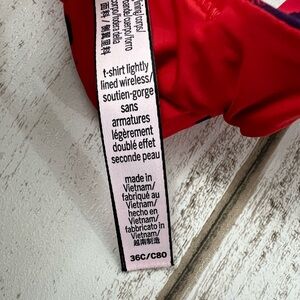 t-shirt lightly
lined wireless/
soutien-gorge
sans
armatures
légèrement
doublé effet
seconde peau
made in
Vietnam/
fabriqué au
Vietnam/
hecho en
Vietnam/
fabbricato in
Vietnam/
越南制造
36C/C80